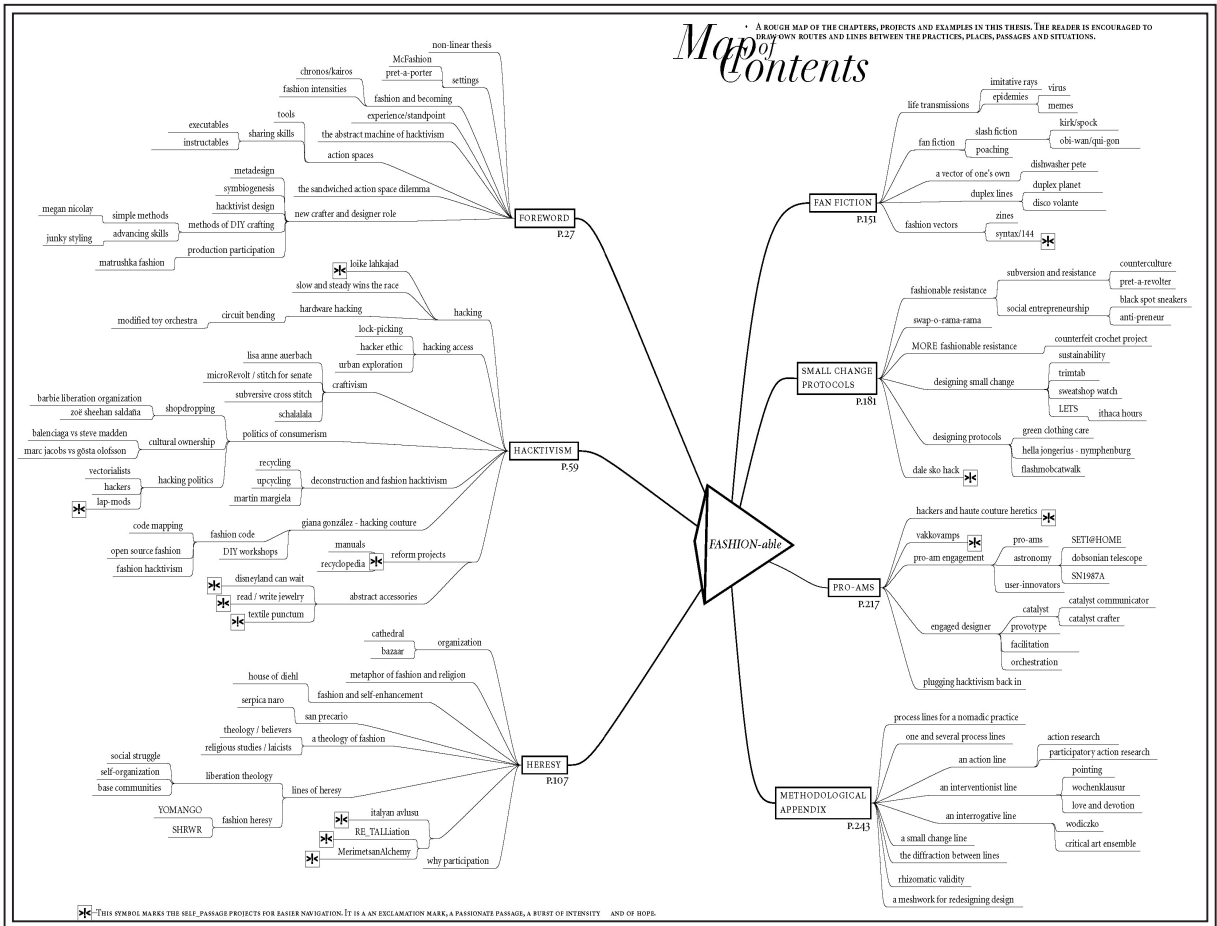 Map of Contents
• A ROUGH MAP OF THE CHAPTERS, PROJECTS AND EXAMPLES IN THIS THESIS. THE READER IS ENCOURAGED TO
DRAW OWN ROUTES AND LINES BETWEEN THE PRACTICES, PLACES, PASSAGES AND SITUATIONS.
FASHION-able
FOREWORD
P.27
non-linear thesis
settings
McFashion
pret-a-porter
fashion and becoming
chronos/kairos
fashion intensities
experience/standpoint
the abstract machine of hacktivism
action spaces
tools
sharing skills
executables
instructables
the sandwiched action space dilemma
new crafter and designer role
metadesign
symbiogenesis
hacktivist design
methods of DIY crafting
simple methods
megan nicolay
advancing skills
junky styling
production participation
matrushka fashion
HACKTIVISM
P.59
hacking
loike lahkajad
slow and steady wins the race
hardware hacking
circuit bending
modified toy orchestra
hacking access
lock-picking
hacker ethic
urban exploration
craftivism
lisa anne auerbach
microRevolt / stitch for senate
subversive cross stitch
schalalala
politics of consumerism
shopdropping
barbie liberation organization
zoë sheehan saldaña
cultural ownership
balenciaga vs steve madden
marc jacobs vs gösta olofsson
hacking politics
vectorialists
hackers
lap-mods
deconstruction and fashion hacktivism
recycling
upcycling
martin margiela
giana gonzález - hacking couture
fashion code
code mapping
open source fashion
fashion hacktivism
DIY workshops
reform projects
manuals
recyclopedia
abstract accessories
disneyland can wait
read / write jewelry
textile punctum
HERESY
P.107
organization
cathedral
bazaar
metaphor of fashion and religion
fashion and self-enhancement
house of diehl
san precario
serpica naro
a theology of fashion
theology / believers
religious studies / laicists
lines of heresy
liberation theology
social struggle
self-organization
base communities
fashion heresy
YOMANGO
SHRWR
italyan avlusu
RE_TALLiation
MerimetsanAlchemy
why participation
FAN FICTION
P.151
life transmissions
imitative rays
epidemies
virus
memes
fan fiction
slash fiction
kirk/spock
obi-wan/qui-gon
poaching
a vector of one's own
dishwasher pete
duplex lines
duplex planet
disco volante
fashion vectors
zines
syntax/144
SMALL CHANGE
PROTOCOLS
P.181
fashionable resistance
subversion and resistance
counterculture
pret-a-revolter
social entrepreneurship
black spot sneakers
anti-preneur
swap-o-rama-rama
MORE fashionable resistance
counterfeit crochet project
designing small change
sustainability
trimtab
sweatshop watch
LETS
ithaca hours
designing protocols
green clothing care
hella jongerius - nymphenburg
flashmobcatwalk
dale sko hack
PRO-AMS
P.217
hackers and haute couture heretics
vakkovamps
pro-am engagement
pro-ams
astronomy
SETI@HOME
dobsonian telescope
SN1987A
user-innovators
engaged designer
catalyst
catalyst communicator
catalyst crafter
provotype
facilitation
orchestration
plugging hacktivism back in
METHODOLOGICAL
APPENDIX
P.243
process lines for a nomadic practice
one and several process lines
an action line
action research
participatory action research
an interventionist line
pointing
wochenklausur
love and devotion
an interrogative line
wodiczko
critical art ensemble
a small change line
the diffraction between lines
rhizomatic validity
a meshwork for redesigning design
THIS SYMBOL MARKS THE SELF_PASSAGE PROJECTS FOR EASIER NAVIGATION. IT IS A AN EXCLAMATION MARK, A PASSIONATE PASSAGE, A BURST OF INTENSITY AND OF HOPE.